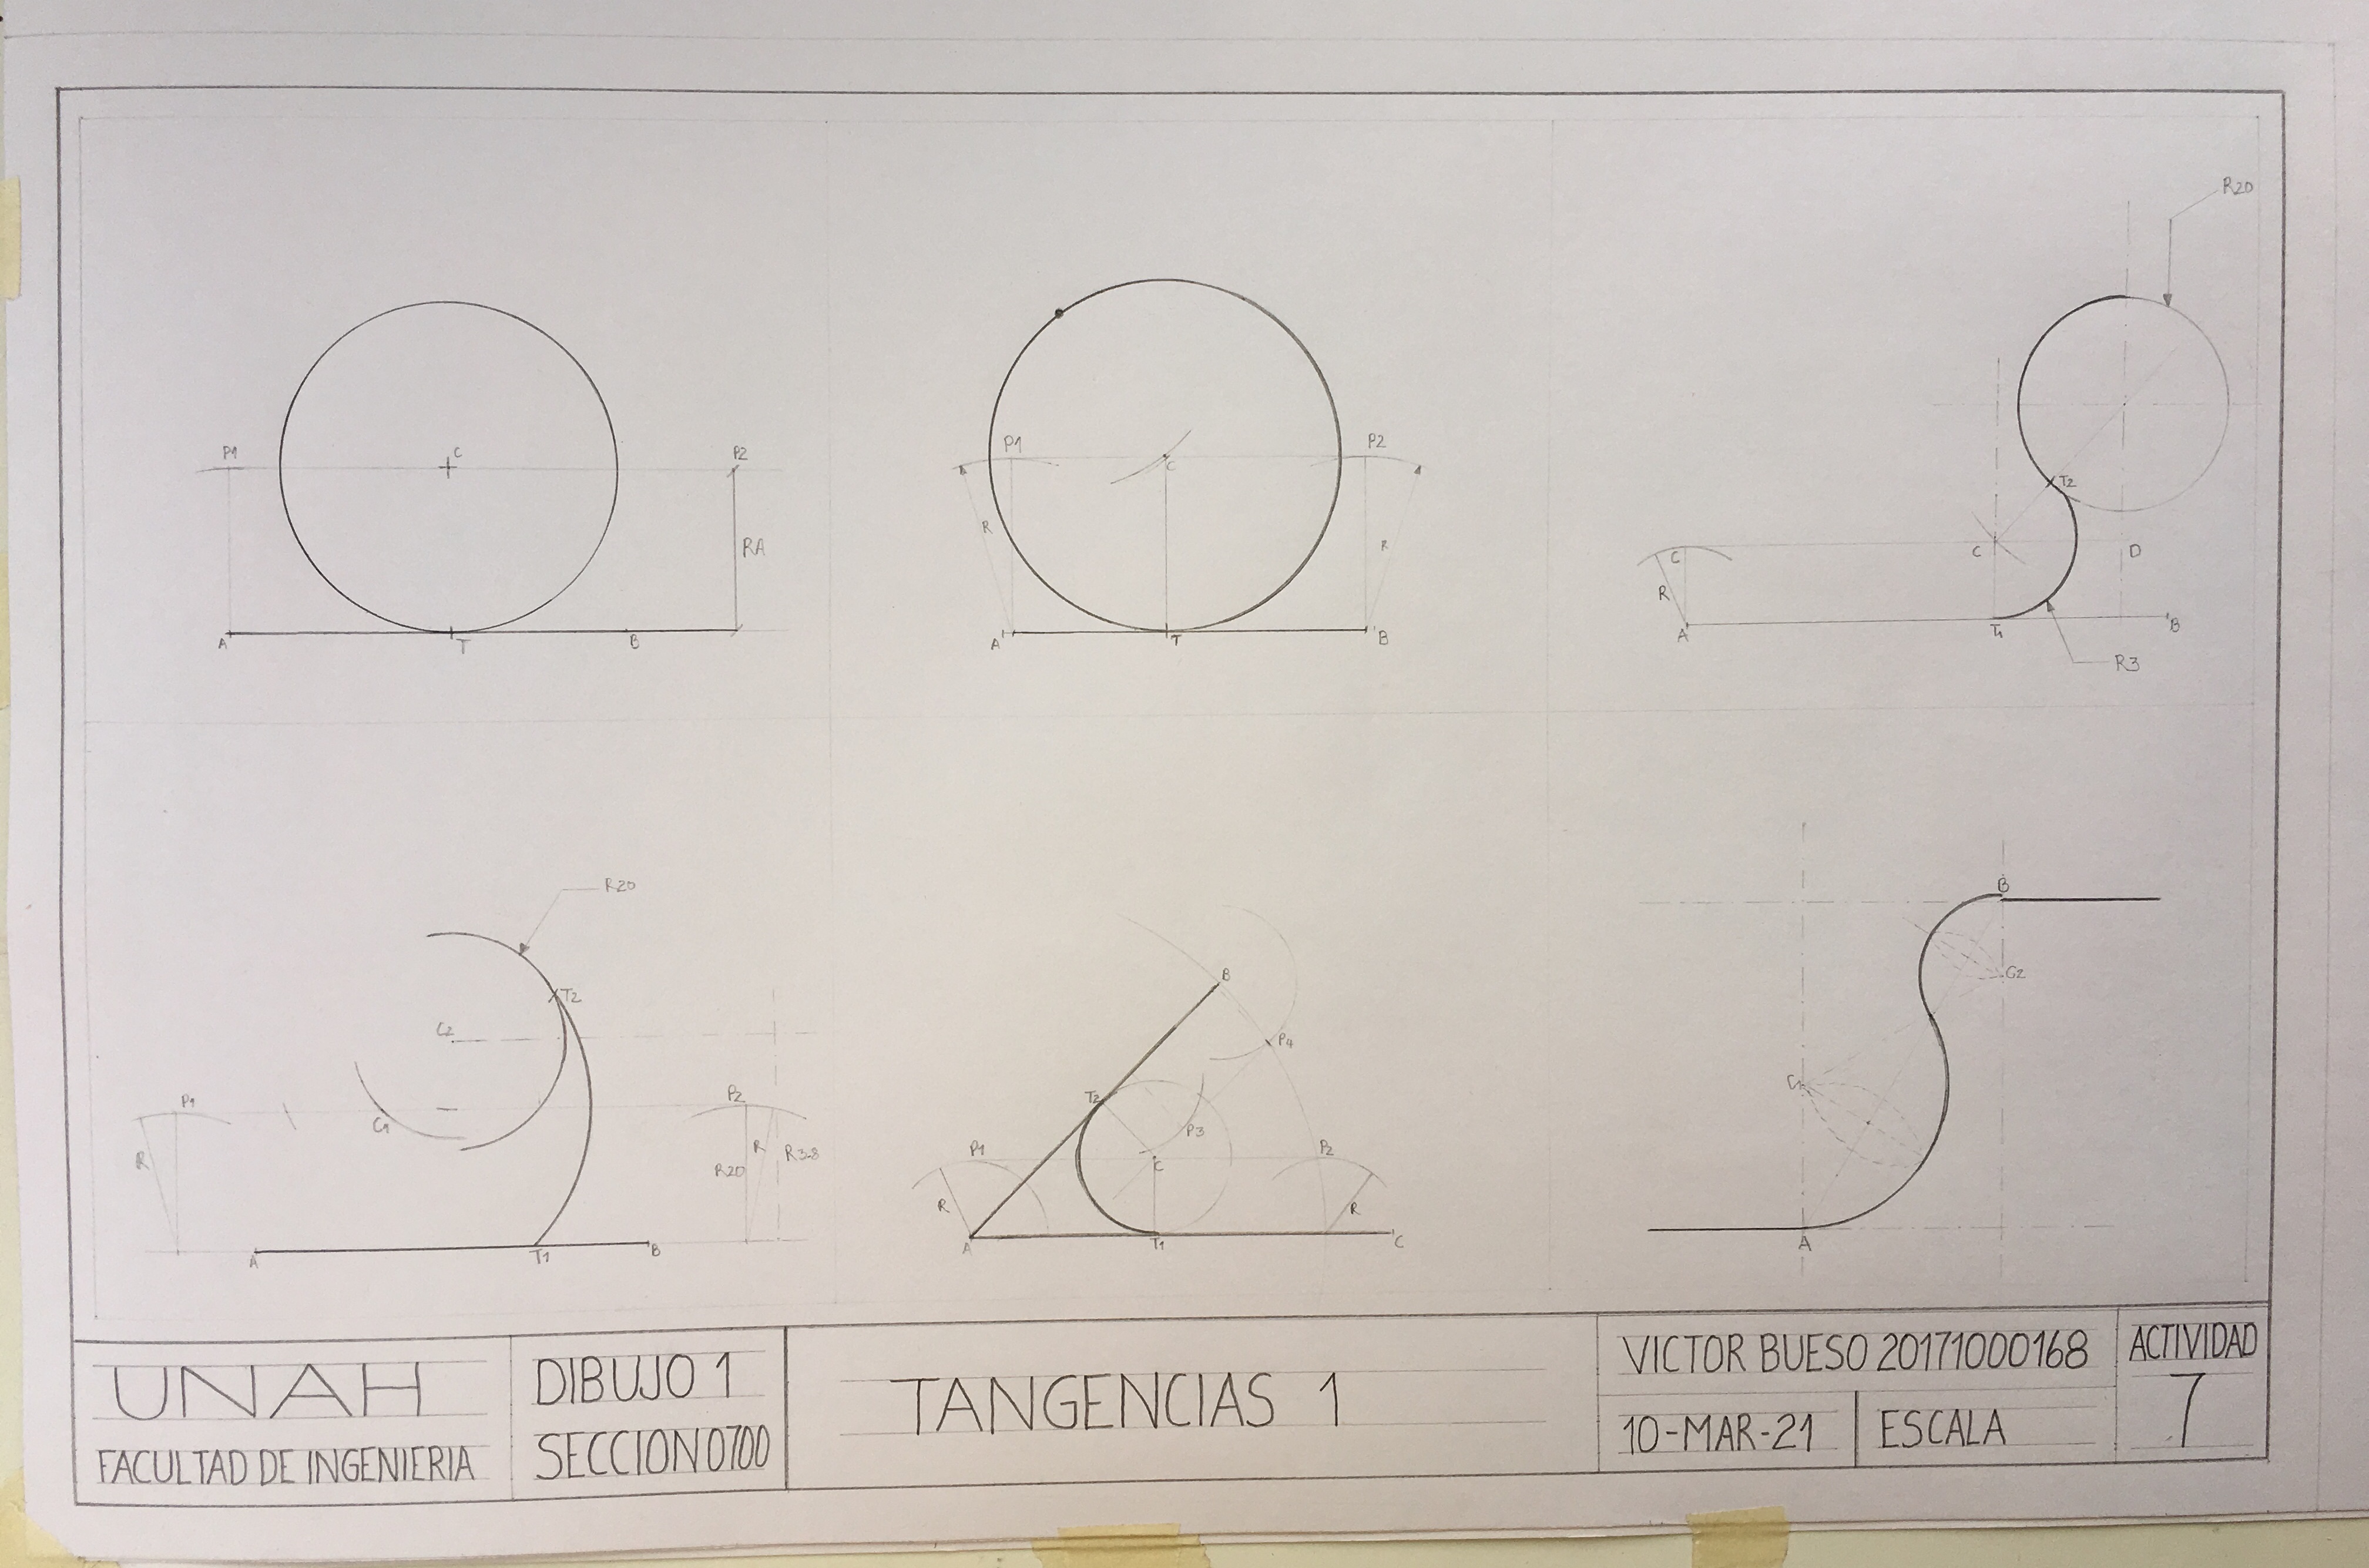 R20
P1
C
P2
RA
A
T
B
P1
C
P2
R
R
A'
T
'B
T2
C
C
D
R
A'
T1
'B
R3
R20
T2
C2
P1
C1
P2
R
R20
R
R38
A
T1
'B
B
P4
T2
P3
P1
C
P2
R
R
A
T1
'C
B
C2
C1
A
UNAH
FACULTAD DE INGENIERIA
DIBUJO 1
SECCION 0700
TANGENCIAS 1
VICTOR BUESO 20171000168
10-MAR-21
ESCALA
ACTIVIDAD
7